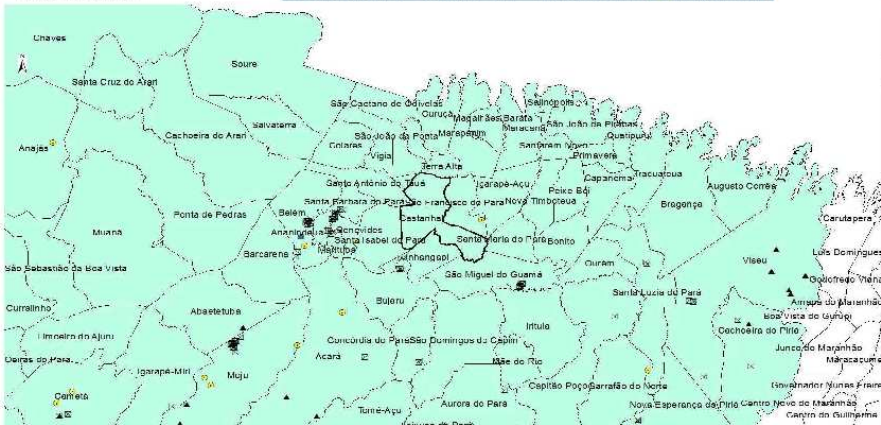 Chaves
Soure
Santa Cruz do Arari
São Caetano de Odivelas
Salinópolis
Curuçá
Magalhães Barata
Maracanã
São João de Pirabas
Quatipuru
Cachoeira do Arari
Salvaterra
São João da Ponta
Marapanim
Anajás
Colares
Vigia
Santarém Novo
Primavera
Terra Alta
Tracuateua
Capanema
Santo Antônio do Tauá
Igarapé-Açu
Augusto Corrêa
Peixe Boi
Santa Bárbara do Pará
São Francisco do Pará
Nova Timboteua
Bragança
Ponta de Pedras
Belém
Castanhal
Carutapera
Ananindeua
Benevides
Muaná
Santa Isabel do Pará
Santa Maria do Pará
Bonito
Marituba
Barcarena
Inhangapi
Luís Domingues
Viseu
Ourém
São Sebastião da Boa Vista
São Miguel do Guamá
Godofredo Viana
Santa Luzia do Pará
Bujaru
Amapá do Maranhão
Curralinho
Abaetetuba
Boa Vista do Gurupi
Irituia
Cachoeira do Piriá
Limoeiro do Ajuru
Concórdia do Pará
São Domingos do Capim
Junco do Maranhão
Oeiras do Pará
Acará
Mãe do Rio
Maracaçumé
Igarapé-Miri
Moju
Capitão Poço
Garrafão do Norte
Governador Nunes Freire
Cametá
Aurora do Pará
Nova Esperança do Piriá
Centro Novo do Maranhão
Tomé-Açu
Centro do Guilherme